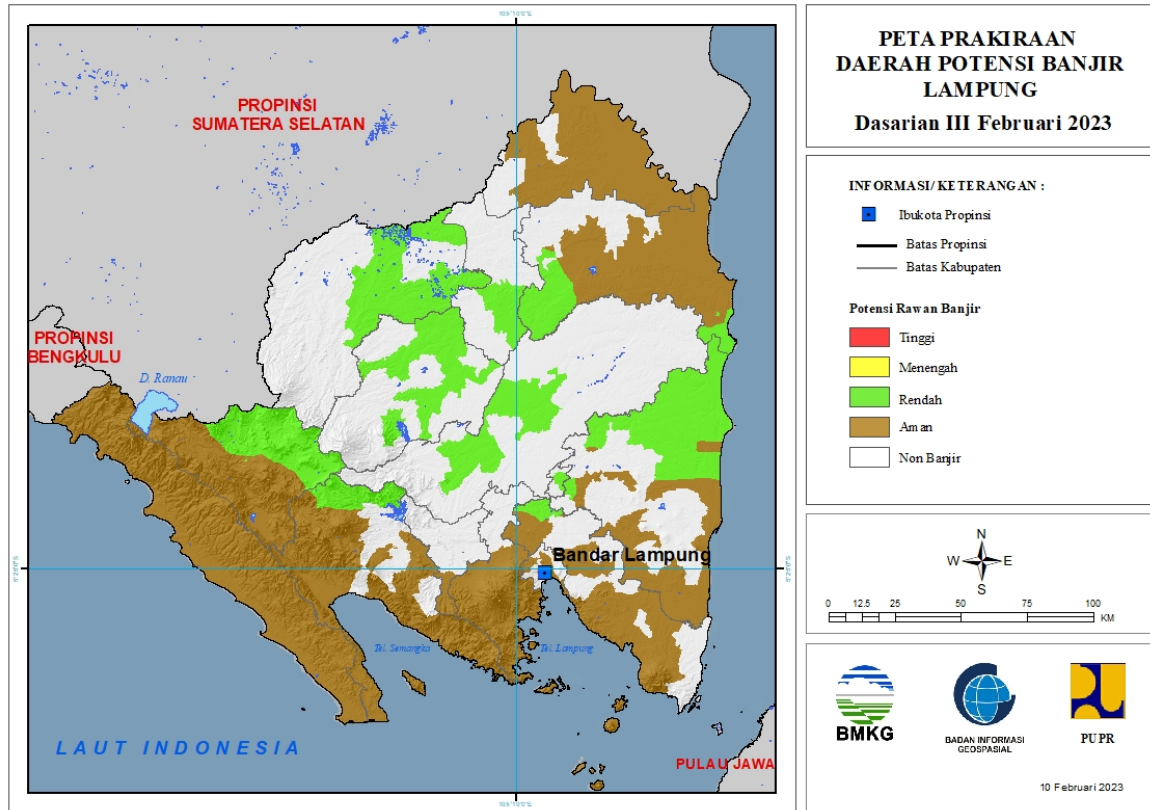 105°10'0"E
PROPINSI
SUMATERA SELATAN
PROPINSI
BENGKULU
D. Ranau
Bandar Lampung
Tel. Semangka
Tel. Lampung
LAUT INDONESIA
PULAU JAWA
PETA PRAKIRAAN
DAERAH POTENSI BANJIR
LAMPUNG
Dasarian III Februari 2023
INFORMASI/ KETERANGAN :
Ibukota Propinsi
Batas Propinsi
Batas Kabupaten
Potensi Rawan Banjir
Tinggi
Menengah
Rendah
Aman
Non Banjir
N
W
E
S
0 12.5 25 50 75 100
KM
BMKG
BADAN INFORMASI
GEOSPASIAL
PUPR
10 Februari 2023